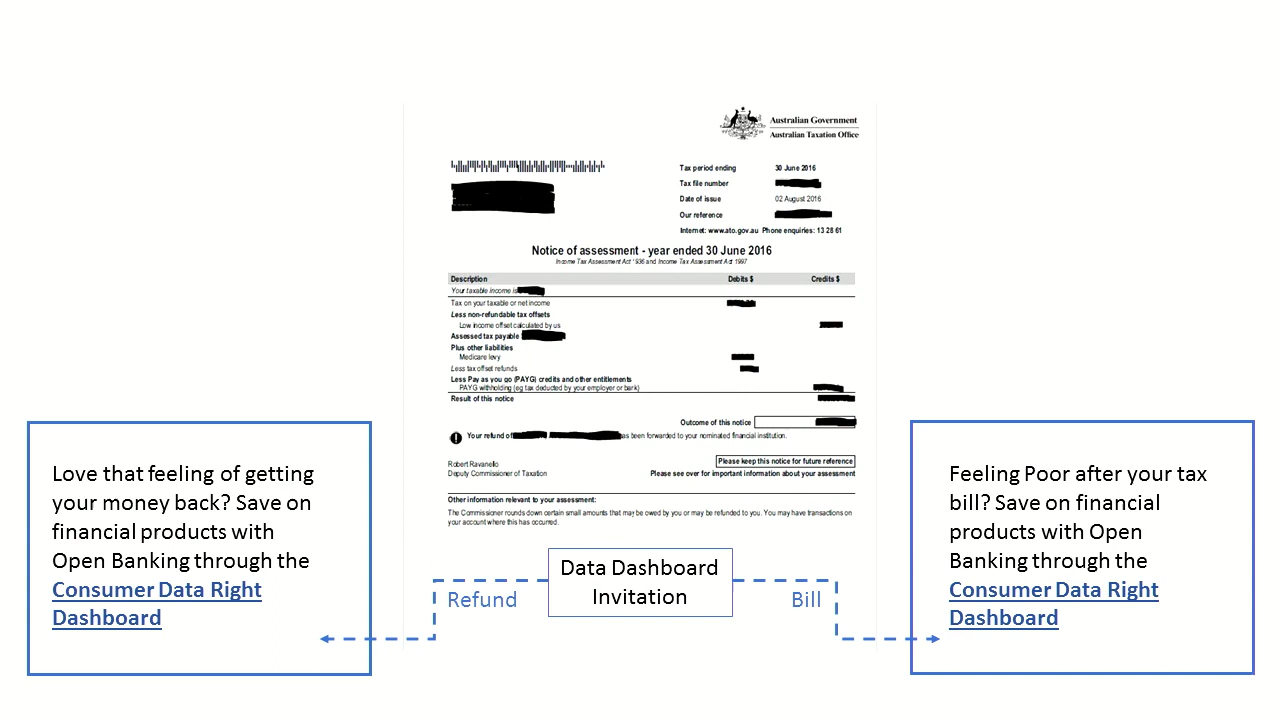 Australian Government
Australian Taxation Office
Tax period ending 30 June 2016
Tax file number
Date of issue 02 August 2016
Our reference
Internet: www.ato.gov.au Phone enquiries: 13 28 61
Notice of assessment - year ended 30 June 2016
Income Tax Assessment Act 1936 and Income Tax Assessment Act 1997
Description Debits $ Credits $
Your taxable income is
Tax on your taxable or net income
Less non-refundable tax offsets
Low income offset calculated by us
Assessed tax payable
Plus other liabilities
Medicare levy
Less tax offset refunds
Less Pay as you go (PAYG) credits and other entitlements
PAYG withholding (eg tax deducted by your employer or bank)
Result of this notice
Outcome of this notice
Your refund of has been forwarded to your nominated financial institution.
Robert Ravanello
Deputy Commissioner of Taxation
Please keep this notice for future reference
Please see over for important information about your assessment
Other information relevant to your assessment:
The Commissioner rounds down certain small amounts that may be owed by you or may be refunded to you. You may have transactions on
your account where this has occurred.
Love that feeling of getting
your money back? Save on
financial products with
Open Banking through the
Consumer Data Right
Dashboard
Refund
Data Dashboard
Invitation
Bill
Feeling Poor after your tax
bill? Save on financial
products with Open
Banking through the
Consumer Data Right
Dashboard